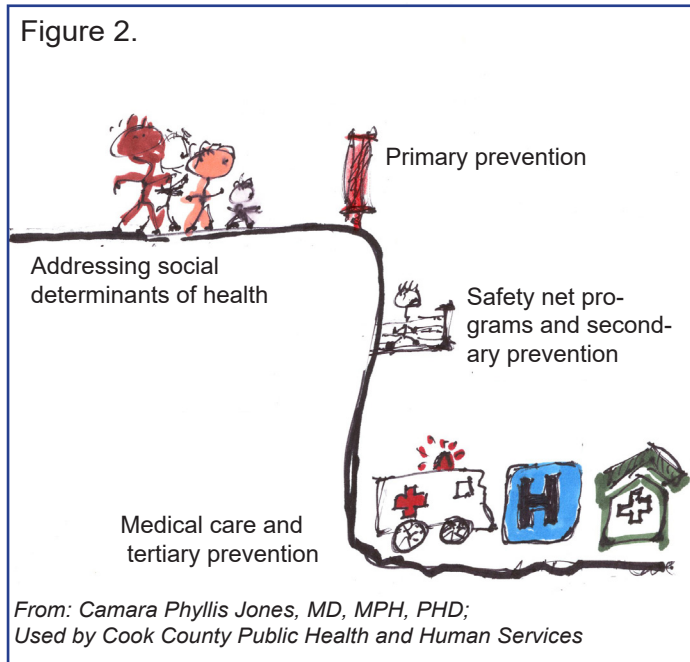 Figure 2.
Primary prevention
Addressing social
determinants of health
Safety net pro-
grams and second-
ary prevention
H
Medical care and
tertiary prevention
From: Camara Phyllis Jones, MD, MPH, PHD;
Used by Cook County Public Health and Human Services